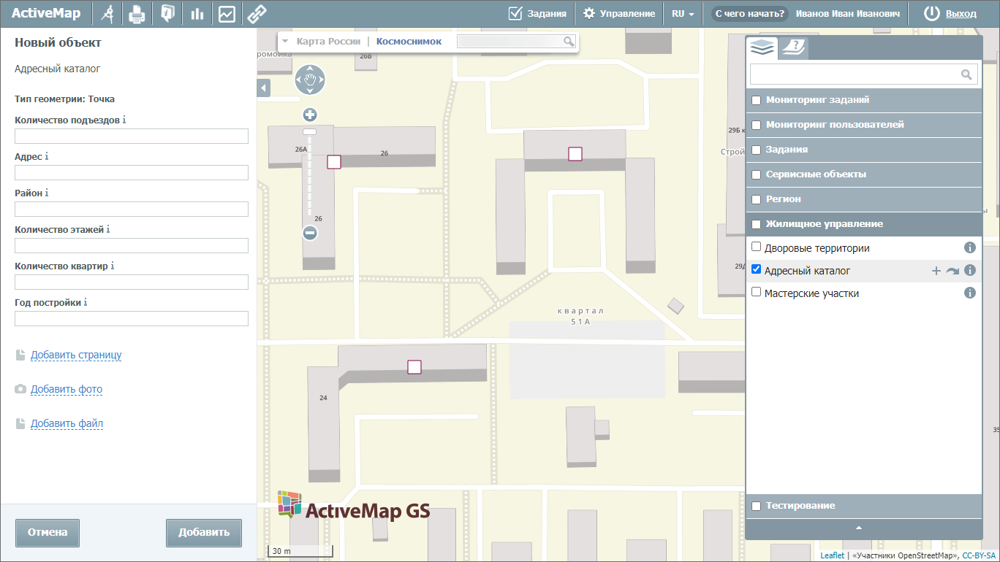 ActiveMap
Задания
Управление
RU
С чего начать?
Иванов Иван Иванович
Выход
Новый объект
Адресный каталог
Тип геометрии: Точка
Количество подъездов i
Адрес i
Район i
Количество этажей i
Количество квартир i
Год постройки i
Добавить страницу
Добавить фото
Добавить файл
Отмена
Добавить
Карта России | Космоснимок
ромойка
26В
26А
26
26
29Б к
Строй
29Д
квартал
51А
24
ActiveMap GS
30 m
?
Мониторинг заданий
Мониторинг пользователей
Задания
Сервисные объекты
Регион
Жилищное управление
Дворовые территории
Адресный каталог
Мастерские участки
Тестирование
ы
35
Leaflet | «Участники OpenStreetMap», CC-BY-SA